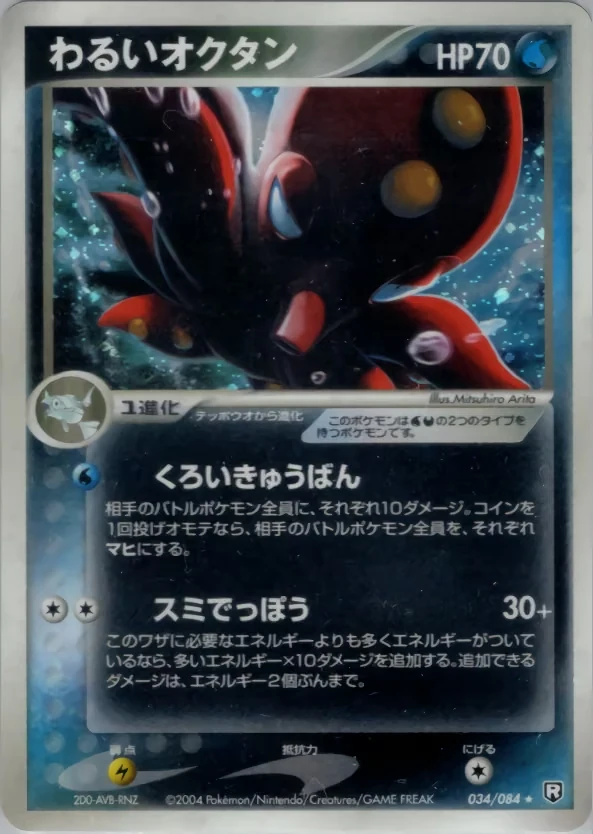 わるいオクタン HP70
illus.Mitsuhiro Arita
1進化 テッポウオから進化
このポケモンは の2つのタイプを
持つポケモンです。
くろいきゅうばん
相手のバトルポケモン全員に、それぞれ10ダメージ。コインを
1回投げオモテなら、相手のバトルポケモン全員を、それぞれ
マヒにする。
スミでっぽう 30+
このワザに必要なエネルギーよりも多くエネルギーがついて
いるなら、多いエネルギー×10ダメージを追加する。追加できる
ダメージは、エネルギー2個ぶんまで。
弱点 抵抗力 にげる
2D0-AVB-RNZ ©2004 Pokémon/Nintendo/Creatures/GAME FREAK 034/084 ★ R